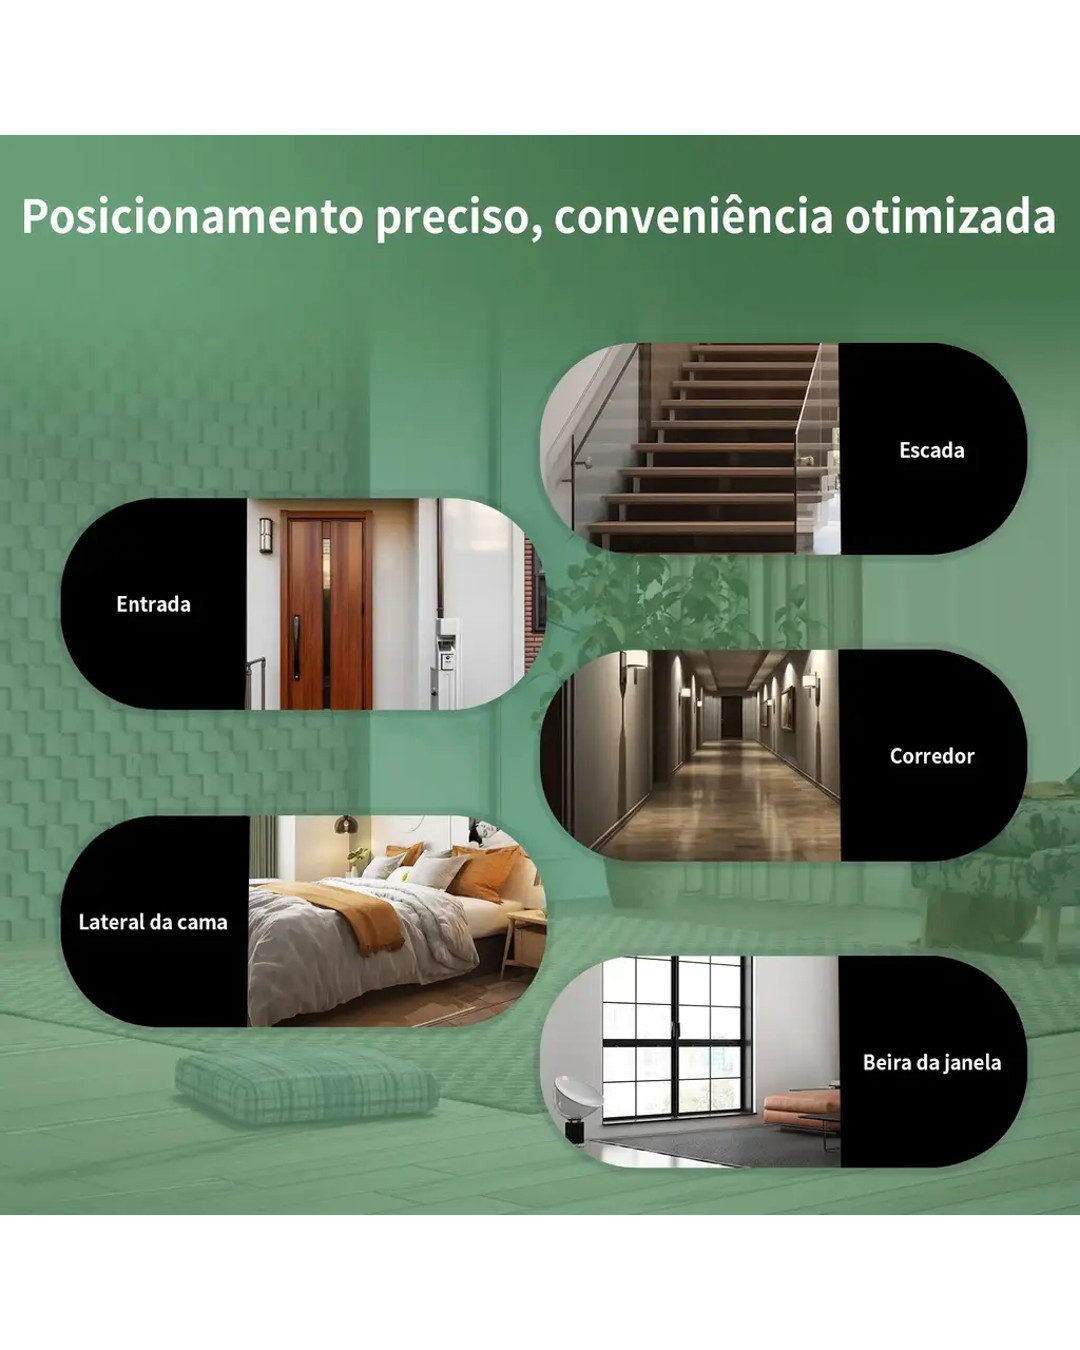 Posicionamento preciso, conveniência otimizada
Escada
Entrada
Corredor
Lateral da cama
Beira da janela